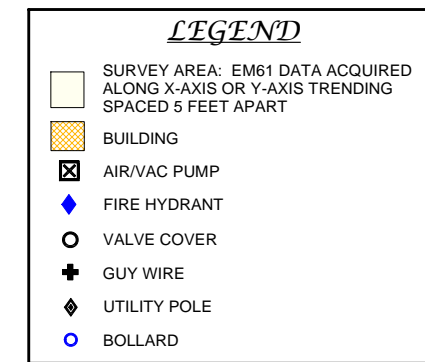 LEGEND
SURVEY AREA: EM61 DATA ACQUIRED
ALONG X-AXIS OR Y-AXIS TRENDING
SPACED 5 FEET APART
BUILDING
AIR/VAC PUMP
FIRE HYDRANT
VALVE COVER
GUY WIRE
UTILITY POLE
BOLLARD